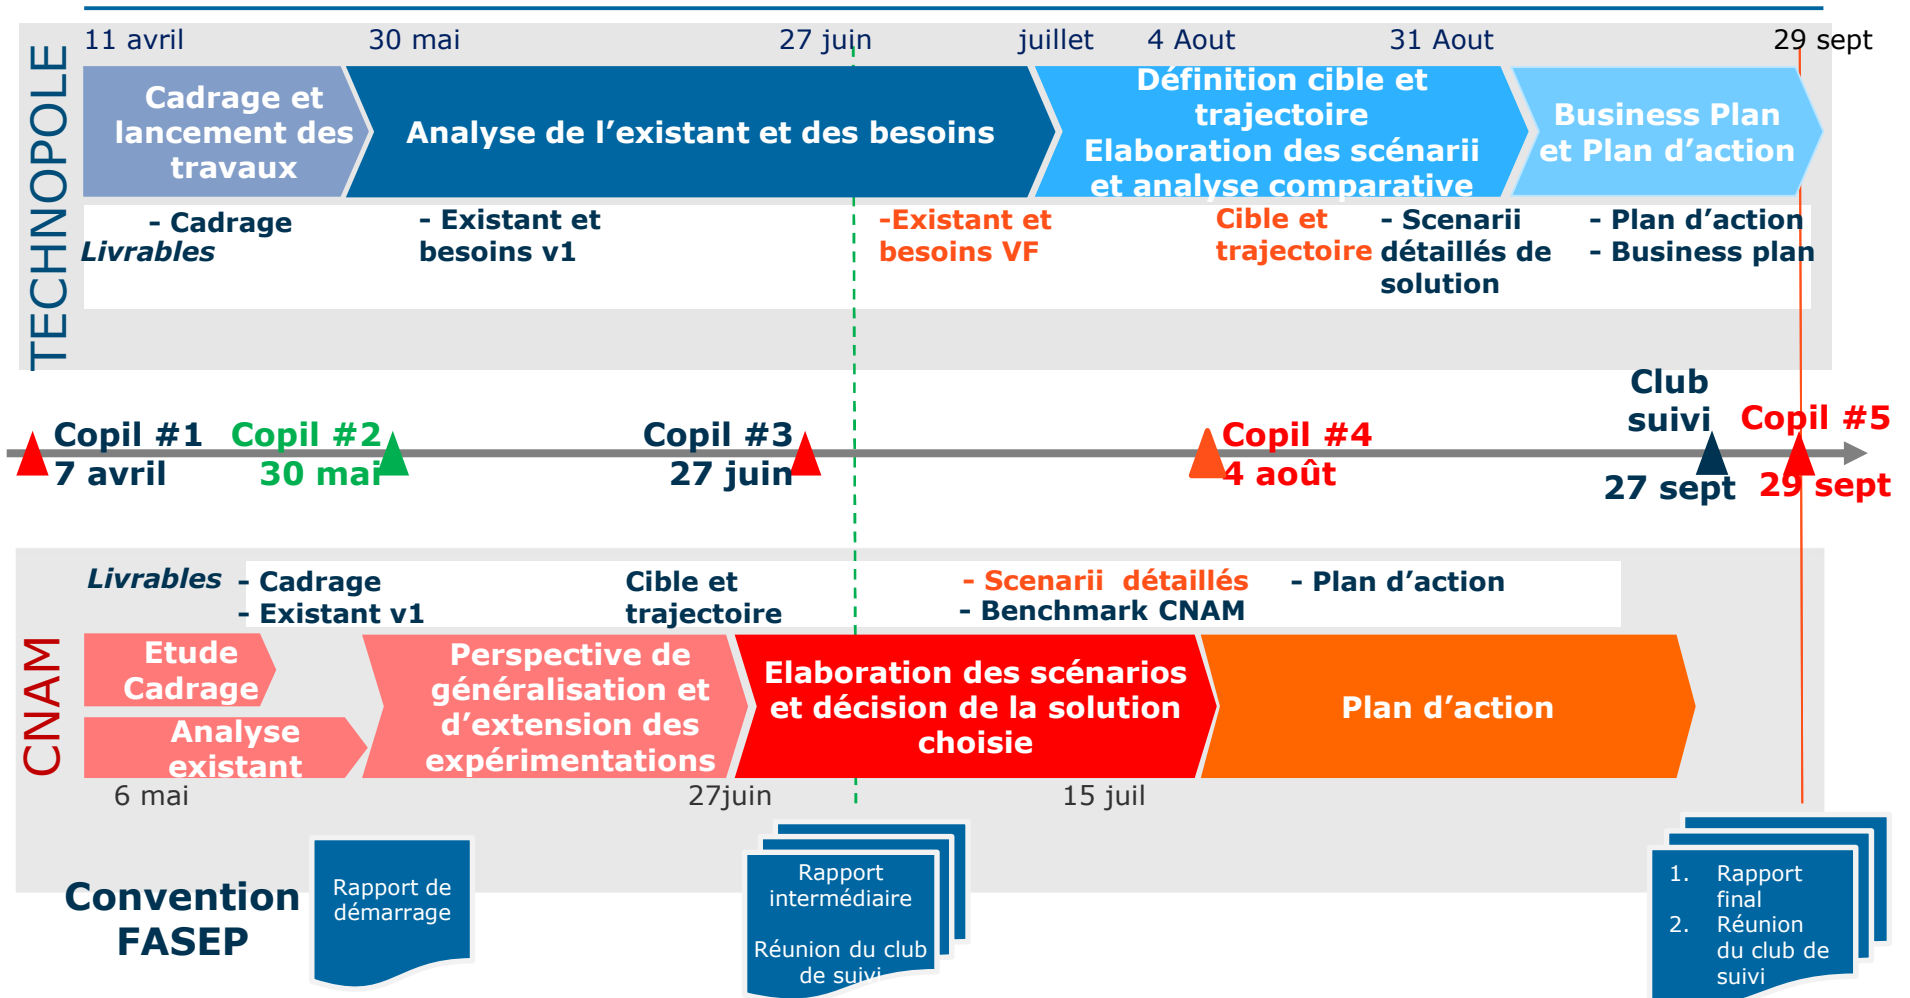 TECHNOPOLE
11 avril
30 mai
27 juin
juillet
4 Aout
31 Aout
29 sept
Cadrage et
lancement des
travaux
Analyse de l’existant et des besoins
Définition cible et
trajectoire
Elaboration des scénarii
et analyse comparative
Business Plan
et Plan d’action
Livrables
- Cadrage
- Existant et
besoins v1
-Existant et
besoins VF
Cible et
trajectoire
- Scenarii
détaillés de
solution
- Plan d’action
- Business plan
Copil #1
7 avril
Copil #2
30 mai
Copil #3
27 juin
Copil #4
4 août
Club
suivi
27 sept
Copil #5
29 sept
CNAM
Livrables
- Cadrage
- Existant v1
Cible et
trajectoire
- Scenarii détaillés
- Benchmark CNAM
- Plan d’action
Etude
Cadrage
Analyse
existant
Perspective de
généralisation et
d’extension des
expérimentations
Elaboration des scénarios
et décision de la solution
choisie
Plan d’action
6 mai
27juin
15 juil
Convention
FASEP
Rapport de
démarrage
Rapport
intermédiaire
Réunion du club
de suivi
1. Rapport
final
2. Réunion
du club de
suivi